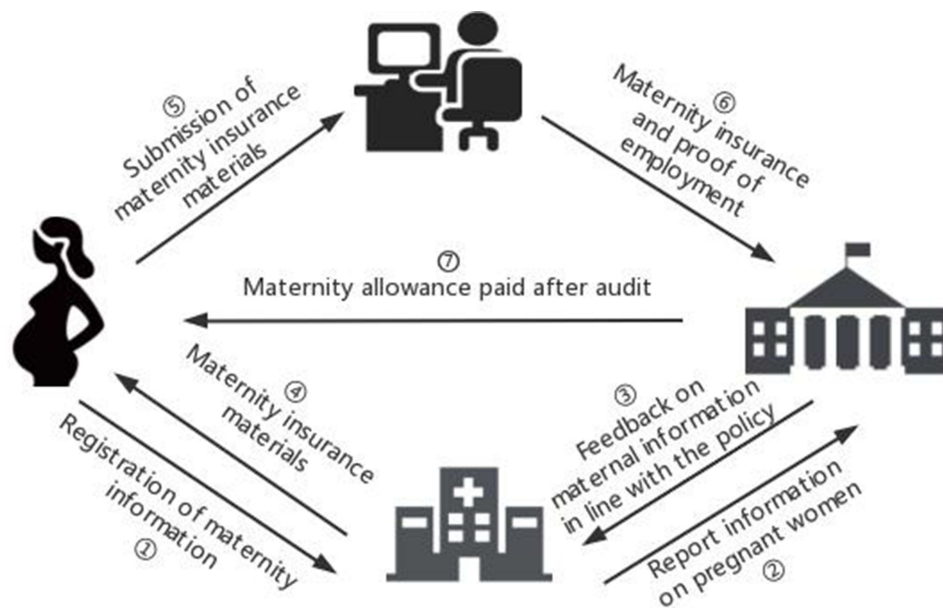 ⑤
Submission of
maternity insurance
materials
⑥
Maternity insurance
and proof of
employment
⑦
Maternity allowance paid after audit
④
Maternity insurance
materials
③
Feedback on
maternal information
in line with the policy
Registration of maternity
information
①
Report information
on pregnant women
②